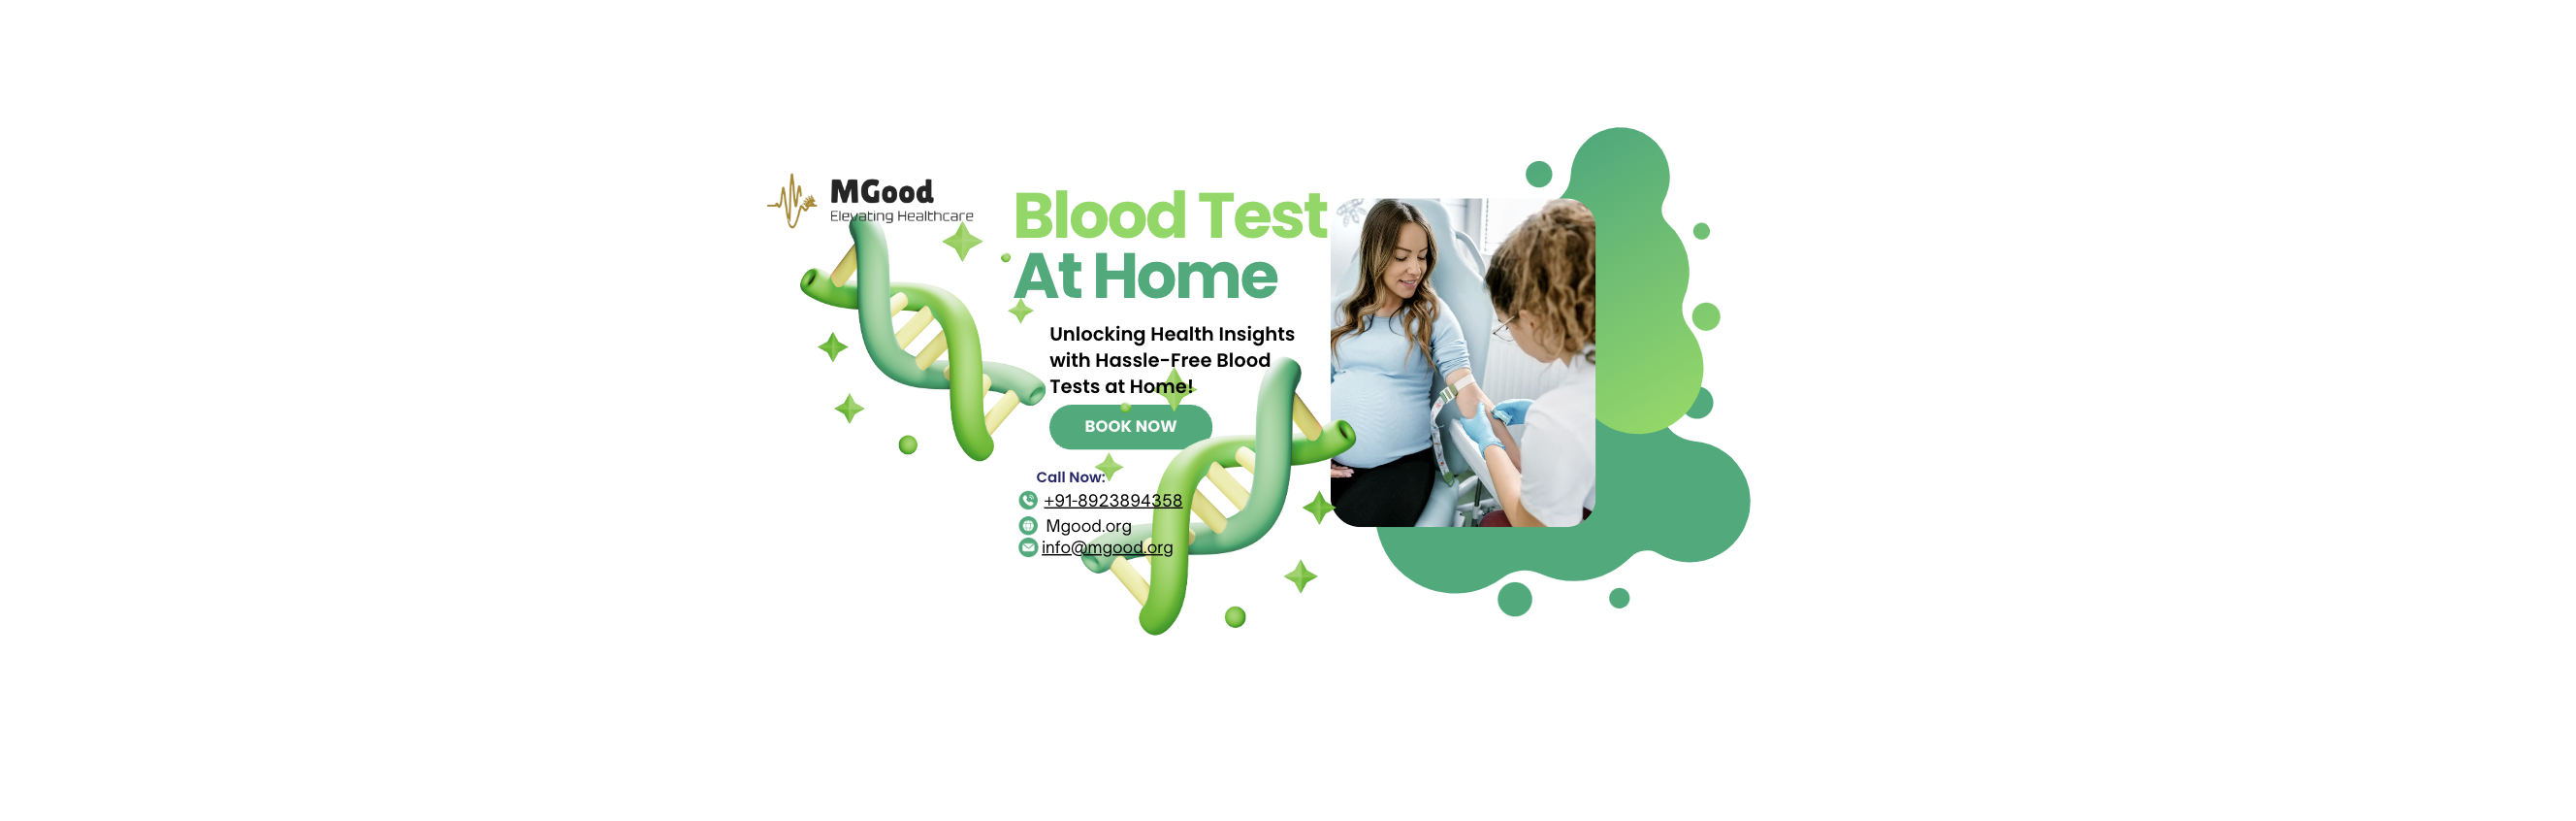 MGood
Elevating Healthcare
Blood Test
At Home
Unlocking Health Insights
with Hassle-Free Blood
Tests at Home!
BOOK NOW
Call Now:
+91-8923894358
Mgood.org
info@mgood.org